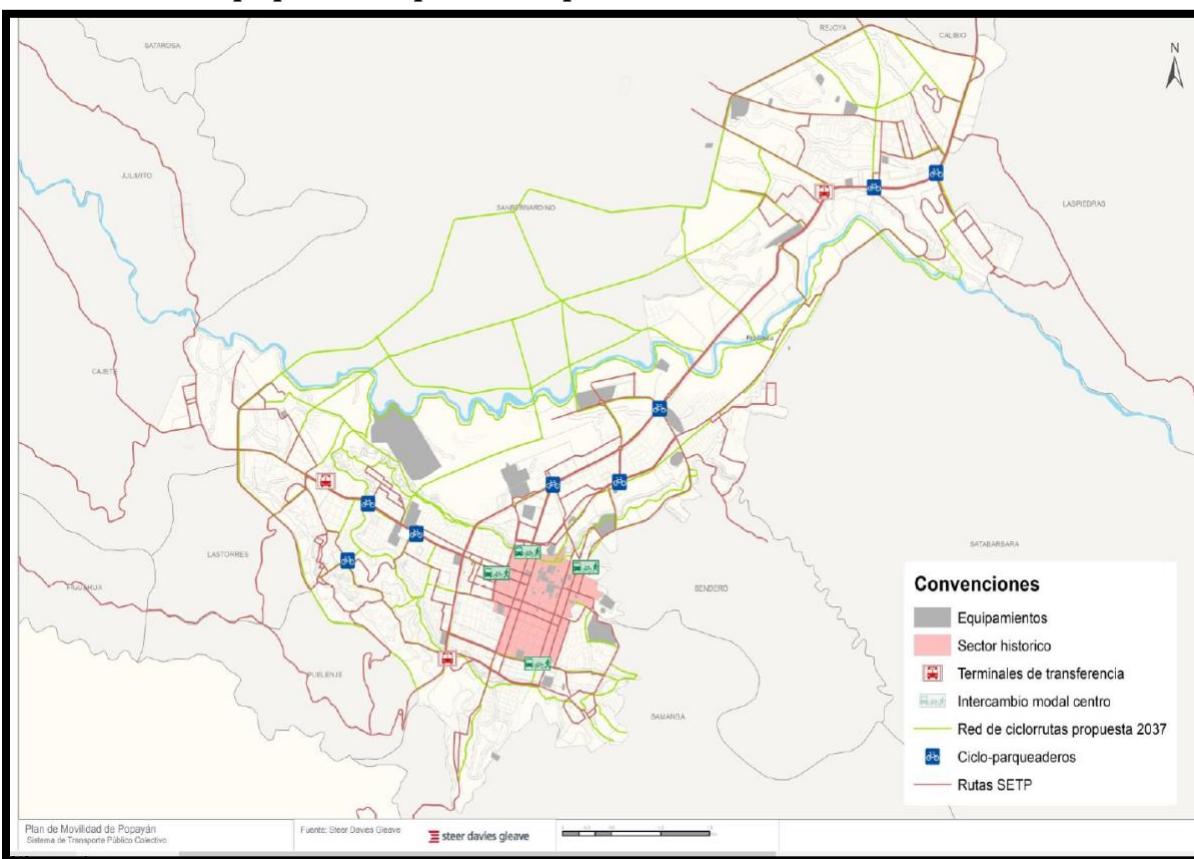 REJOYA
CALIBIO
SATAROSA
N
JULIMITO
SANBERNARDINO
LASPIEDRAS
CAJETE
SATABARBARA
LASTORRES
SENDERO
PUELENJE
SAMANGA
Convenciones
Equipamientos
Sector historico
Terminales de transferencia
Intercambio modal centro
Red de ciclorrutas propuesta 2037
Ciclo-parqueaderos
Rutas SETP
Plan de Movilidad de Popayán
Sistema de Transporte Público Colectivo
Fuente: Steer Davies Gleave
steer davies gleave